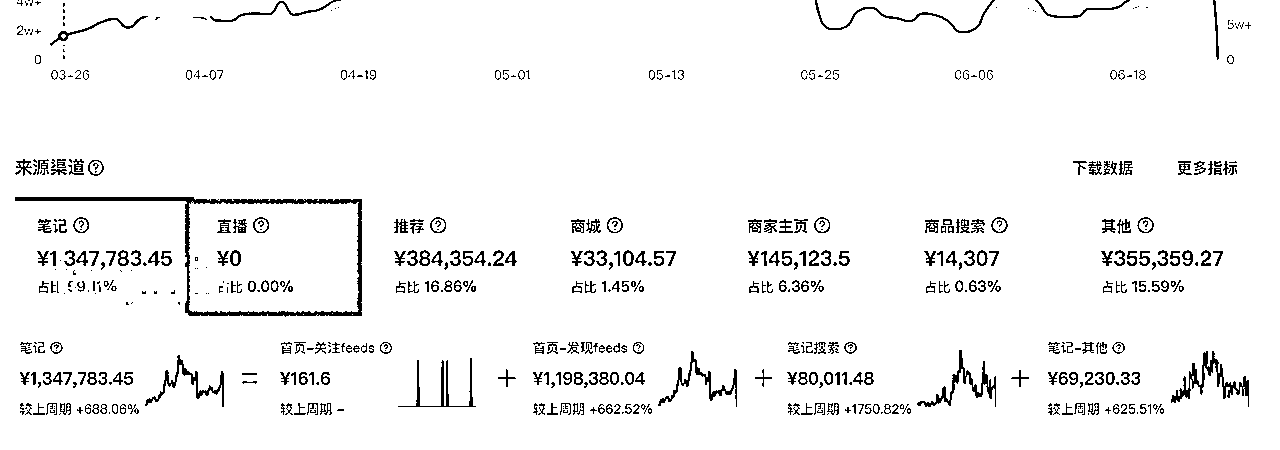 4w+
2w+
5w+
0
0
03-26 04-07 04-19 05-01 05-13 05-25 06-06 06-18
来源渠道
下载数据 更多指标
笔记 直播 推荐 商城 商家主页 商品搜索 其他
¥1,347,783.45 ¥0 ¥384,354.24 ¥33,104.57 ¥145,123.5 ¥14,307 ¥355,359.27
占比 占比 0.00% 占比 16.86% 占比 1.45% 占比 6.36% 占比 0.63% 占比 15.59%
笔记 首页-关注feeds 首页-发现feeds 笔记搜索 笔记-其他
¥1,347,783.45 = ¥161.6 + ¥1,198,380.04 + ¥80,011.48 + ¥69,230.33
较上周期 +688.06% 较上周期 - 较上周期 +662.52% 较上周期 +1750.82% 较上周期 +625.51%